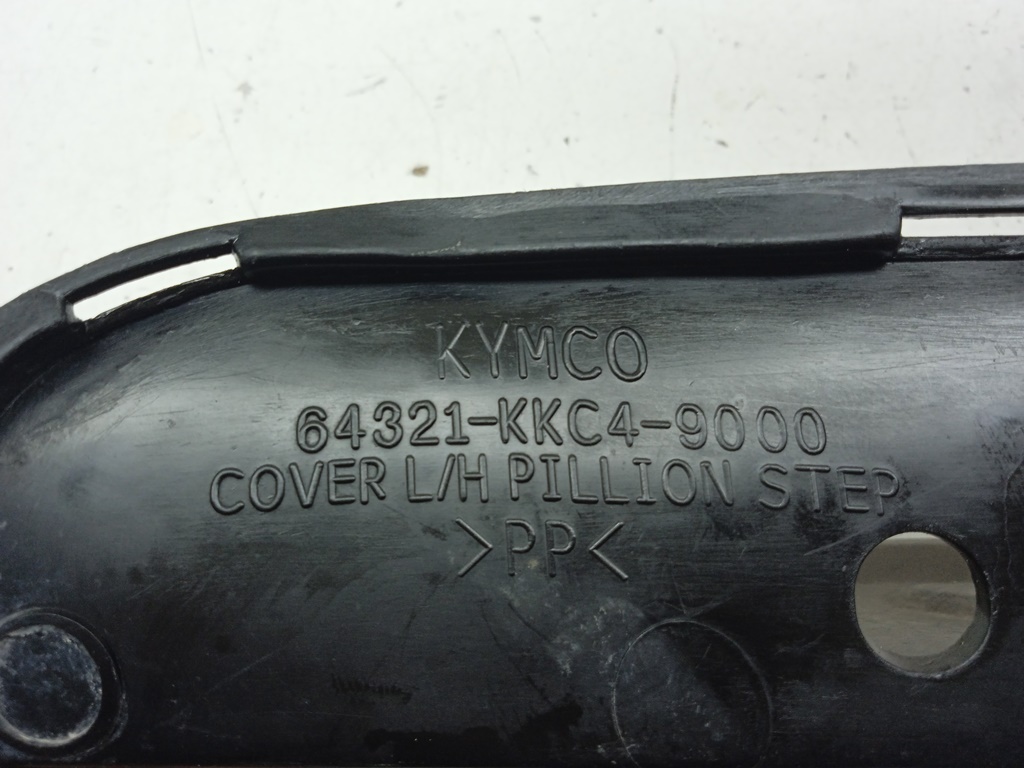 KYMCO
64321-KKC4-9000
COVER L/H PILLION STEP
>PP<